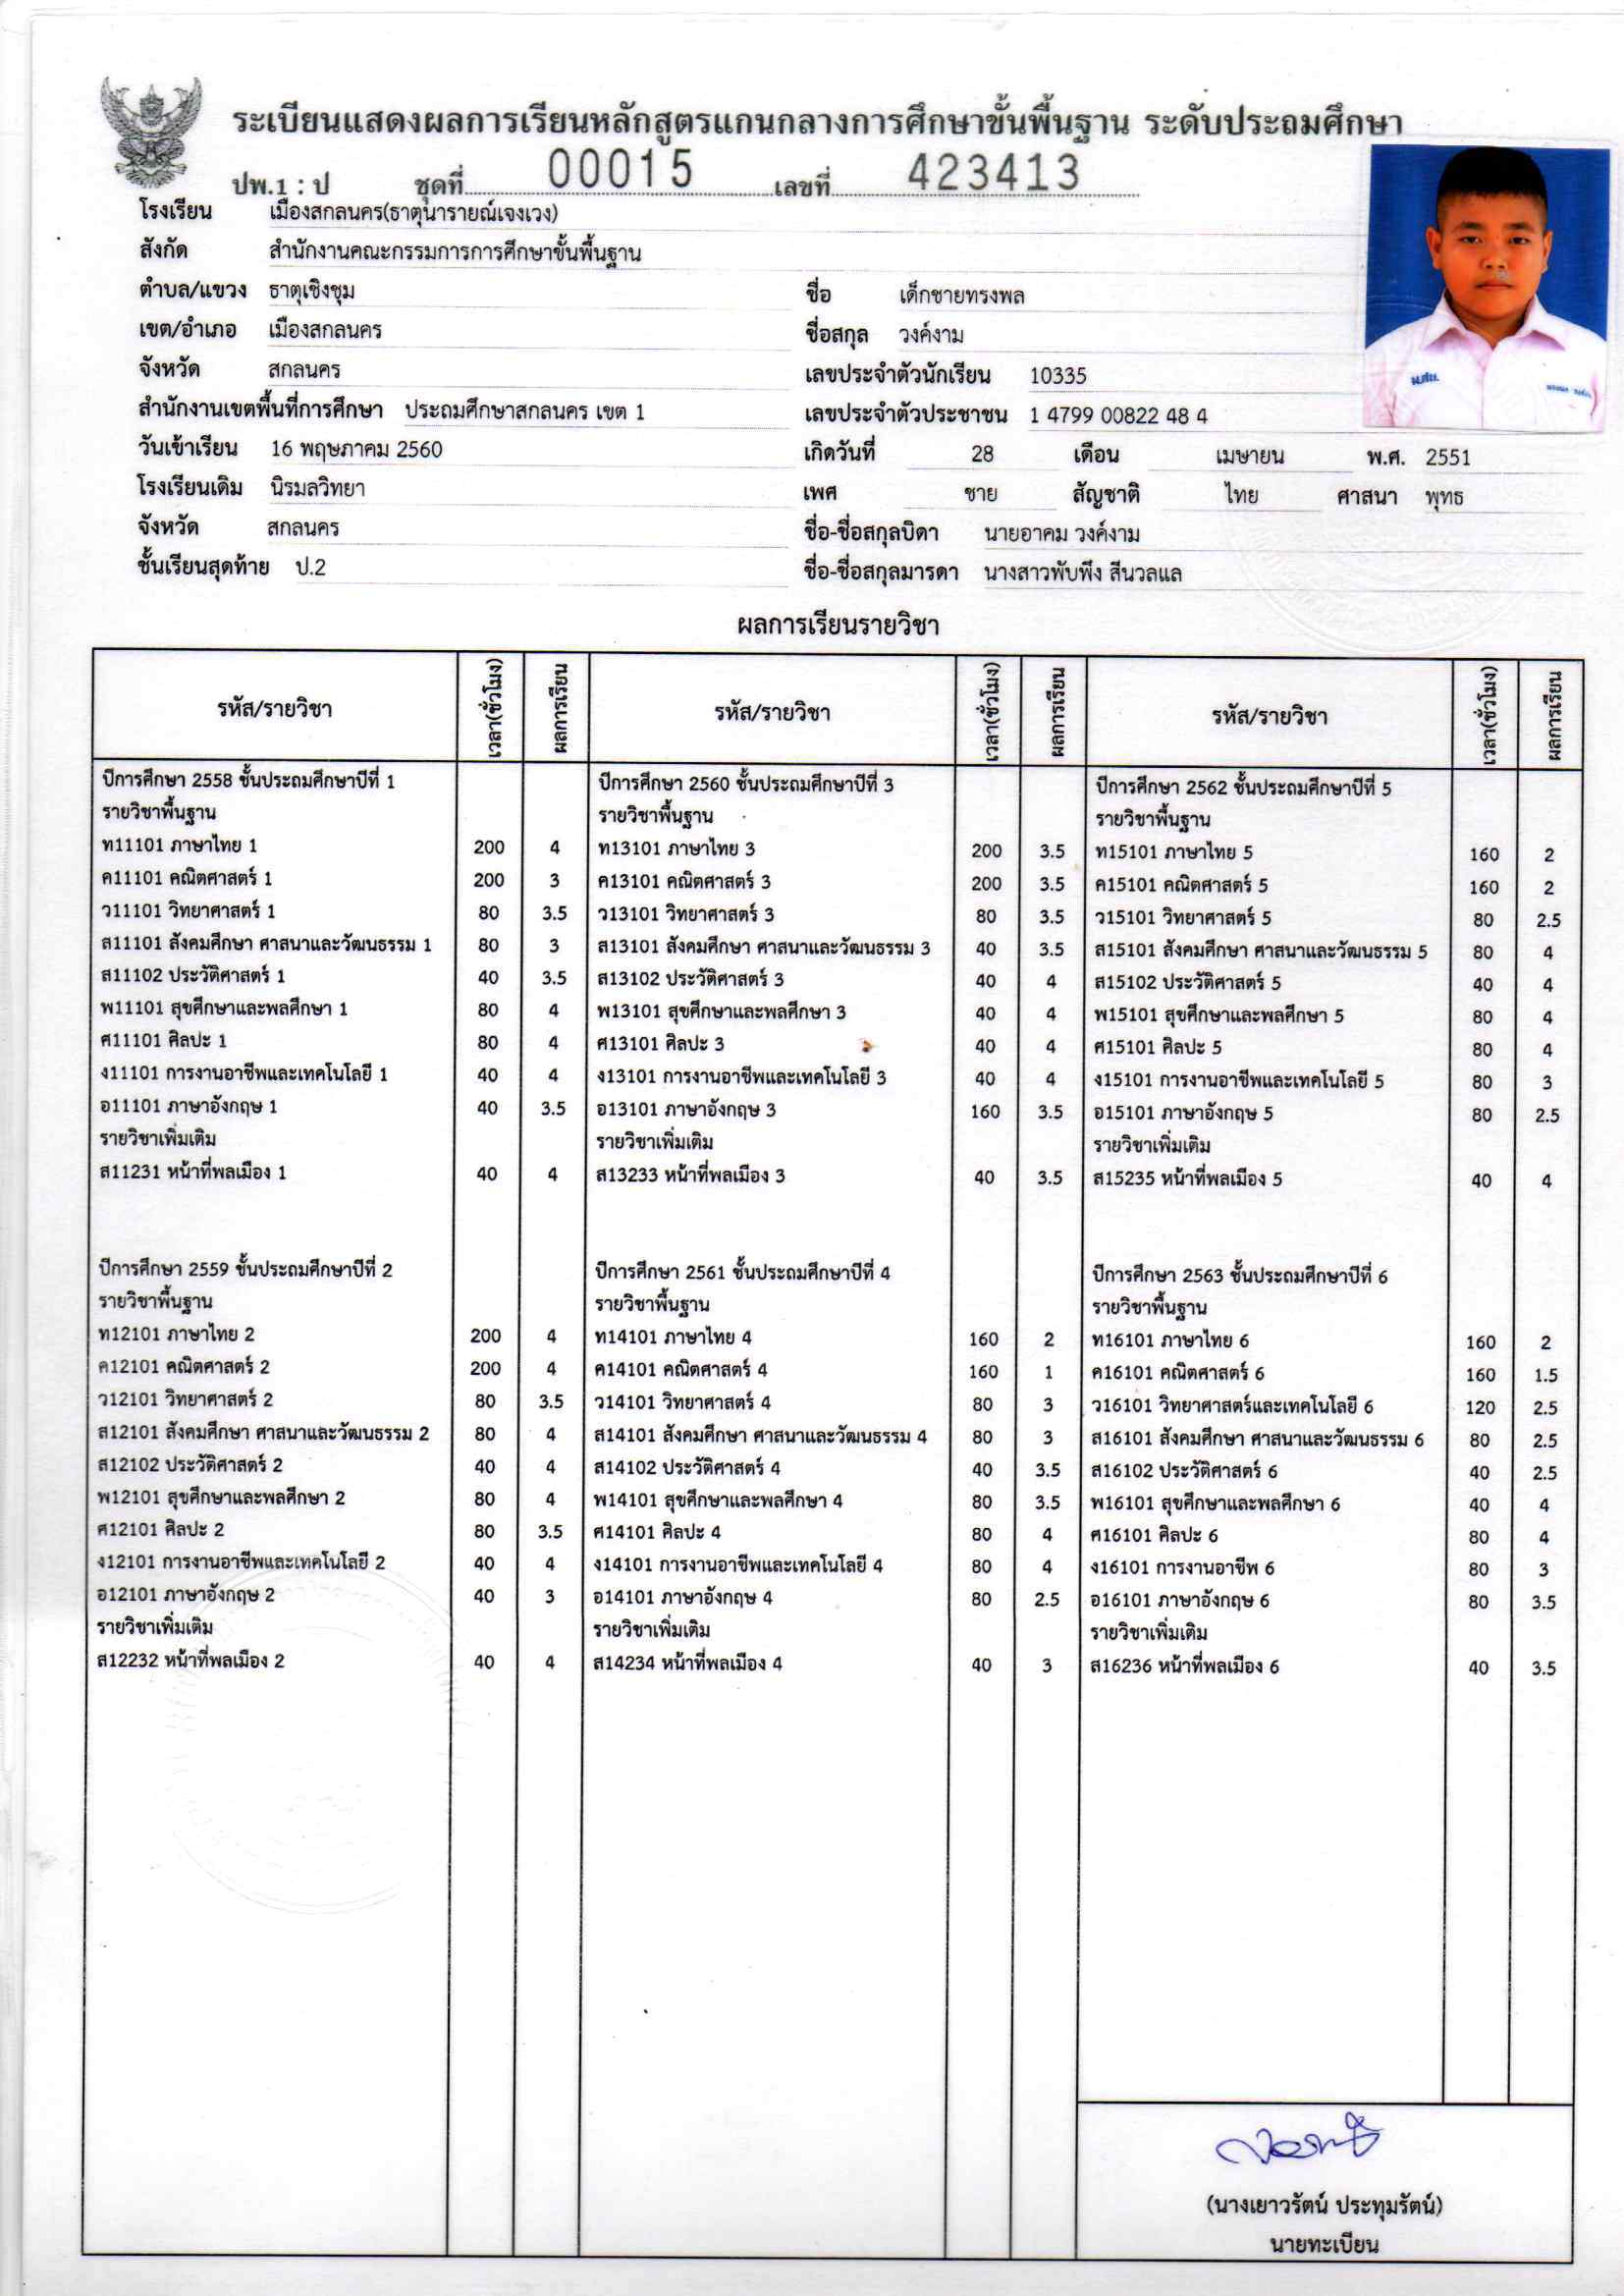 ระเบียนแสดงผลการเรียนหลักสูตรแกนกลางการศึกษาขั้นพื้นฐาน ระดับประถมศึกษา
ปพ.1 : ป ชุดที่ 00015 เลขที่ 423413
โรงเรียน เมืองสกลนคร(ธาตุนารายณ์เจงเวง)
สังกัด สำนักงานคณะกรรมการการศึกษาขั้นพื้นฐาน
ตำบล/แขวง ธาตุเชิงชุม
เขต/อำเภอ เมืองสกลนคร
จังหวัด สกลนคร
สำนักงานเขตพื้นที่การศึกษา ประถมศึกษาสกลนคร เขต 1
วันเข้าเรียน 16 พฤษภาคม 2560
โรงเรียนเดิม นิรมลวิทยา
จังหวัด สกลนคร
ชั้นเรียนสุดท้าย ป.2
ชื่อ เด็กชายทรงพล
ชื่อสกุล วงค์งาม
เลขประจำตัวนักเรียน 10335
เลขประจำตัวประชาชน 1 4799 00822 48 4
เกิดวันที่ 28 เดือน เมษายน พ.ศ. 2551
เพศ ชาย สัญชาติ ไทย ศาสนา พุทธ
ชื่อ-ชื่อสกุลบิดา นายอาคม วงค์งาม
ชื่อ-ชื่อสกุลมารดา นางสาวพับพึง สีนวลแล
ผลการเรียนรายวิชา
รหัส/รายวิชา เวลา(ชั่วโมง) ผลการเรียน รหัส/รายวิชา เวลา(ชั่วโมง) ผลการเรียน รหัส/รายวิชา เวลา(ชั่วโมง) ผลการเรียน
ปีการศึกษา 2558 ชั้นประถมศึกษาปีที่ 1
รายวิชาพื้นฐาน
ท11101 ภาษาไทย 1 200 4
ค11101 คณิตศาสตร์ 1 200 3
ว11101 วิทยาศาสตร์ 1 80 3.5
ส11101 สังคมศึกษา ศาสนาและวัฒนธรรม 1 80 3
ส11102 ประวัติศาสตร์ 1 40 3.5
พ11101 สุขศึกษาและพลศึกษา 1 80 4
ศ11101 ศิลปะ 1 80 4
ง11101 การงานอาชีพและเทคโนโลยี 1 40 4
อ11101 ภาษาอังกฤษ 1 40 3.5
รายวิชาเพิ่มเติม
ส11231 หน้าที่พลเมือง 1 40 4
ปีการศึกษา 2559 ชั้นประถมศึกษาปีที่ 2
รายวิชาพื้นฐาน
ท12101 ภาษาไทย 2 200 4
ค12101 คณิตศาสตร์ 2 200 4
ว12101 วิทยาศาสตร์ 2 80 3.5
ส12101 สังคมศึกษา ศาสนาและวัฒนธรรม 2 80 4
ส12102 ประวัติศาสตร์ 2 40 4
พ12101 สุขศึกษาและพลศึกษา 2 80 4
ศ12101 ศิลปะ 2 80 3.5
ง12101 การงานอาชีพและเทคโนโลยี 2 40 4
อ12101 ภาษาอังกฤษ 2 40 3
รายวิชาเพิ่มเติม
ส12232 หน้าที่พลเมือง 2 40 4
ปีการศึกษา 2560 ชั้นประถมศึกษาปีที่ 3
รายวิชาพื้นฐาน
ท13101 ภาษาไทย 3 200 3.5
ค13101 คณิตศาสตร์ 3 200 3.5
ว13101 วิทยาศาสตร์ 3 80 3.5
ส13101 สังคมศึกษา ศาสนาและวัฒนธรรม 3 40 3.5
ส13102 ประวัติศาสตร์ 3 40 4
พ13101 สุขศึกษาและพลศึกษา 3 40 4
ศ13101 ศิลปะ 3 40 4
ง13101 การงานอาชีพและเทคโนโลยี 3 40 4
อ13101 ภาษาอังกฤษ 3 160 3.5
รายวิชาเพิ่มเติม
ส13233 หน้าที่พลเมือง 3 40 3.5
ปีการศึกษา 2561 ชั้นประถมศึกษาปีที่ 4
รายวิชาพื้นฐาน
ท14101 ภาษาไทย 4 160 2
ค14101 คณิตศาสตร์ 4 160 1
ว14101 วิทยาศาสตร์ 4 80 3
ส14101 สังคมศึกษา ศาสนาและวัฒนธรรม 4 80 3
ส14102 ประวัติศาสตร์ 4 40 3.5
พ14101 สุขศึกษาและพลศึกษา 4 80 3.5
ศ14101 ศิลปะ 4 80 4
ง14101 การงานอาชีพและเทคโนโลยี 4 80 4
อ14101 ภาษาอังกฤษ 4 80 2.5
รายวิชาเพิ่มเติม
ส14234 หน้าที่พลเมือง 4 40 3
ปีการศึกษา 2562 ชั้นประถมศึกษาปีที่ 5
รายวิชาพื้นฐาน
ท15101 ภาษาไทย 5 160 2
ค15101 คณิตศาสตร์ 5 160 2
ว15101 วิทยาศาสตร์ 5 80 2.5
ส15101 สังคมศึกษา ศาสนาและวัฒนธรรม 5 80 4
ส15102 ประวัติศาสตร์ 5 40 4
พ15101 สุขศึกษาและพลศึกษา 5 80 4
ศ15101 ศิลปะ 5 80 4
ง15101 การงานอาชีพและเทคโนโลยี 5 80 3
อ15101 ภาษาอังกฤษ 5 80 2.5
รายวิชาเพิ่มเติม
ส15235 หน้าที่พลเมือง 5 40 4
ปีการศึกษา 2563 ชั้นประถมศึกษาปีที่ 6
รายวิชาพื้นฐาน
ท16101 ภาษาไทย 6 160 2
ค16101 คณิตศาสตร์ 6 160 1.5
ว16101 วิทยาศาสตร์และเทคโนโลยี 6 120 2.5
ส16101 สังคมศึกษา ศาสนาและวัฒนธรรม 6 80 2.5
ส16102 ประวัติศาสตร์ 6 40 2.5
พ16101 สุขศึกษาและพลศึกษา 6 40 4
ศ16101 ศิลปะ 6 80 4
ง16101 การงานอาชีพ 6 80 3
อ16101 ภาษาอังกฤษ 6 80 3.5
รายวิชาเพิ่มเติม
ส16236 หน้าที่พลเมือง 6 40 3.5
(นางเยาวรัตน์ ประทุมรัตน์)
นายทะเบียน